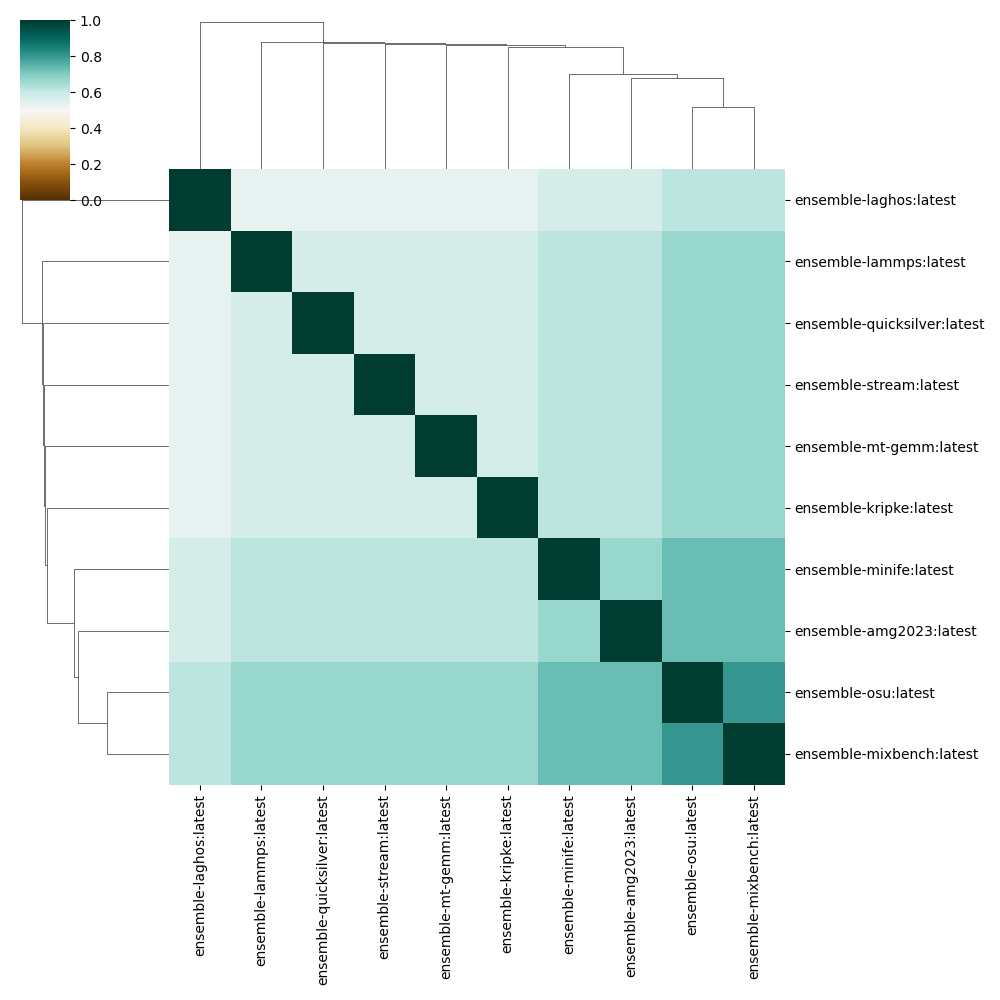 1.0
0.8
0.6
0.4
0.2
0.0
ensemble-laghos:latest
ensemble-lammps:latest
ensemble-quicksilver:latest
ensemble-stream:latest
ensemble-mt-gemm:latest
ensemble-kripke:latest
ensemble-minife:latest
ensemble-amg2023:latest
ensemble-osu:latest
ensemble-mixbench:latest
ensemble-laghos:latest
ensemble-lammps:latest
ensemble-quicksilver:latest
ensemble-stream:latest
ensemble-mt-gemm:latest
ensemble-kripke:latest
ensemble-minife:latest
ensemble-amg2023:latest
ensemble-osu:latest
ensemble-mixbench:latest